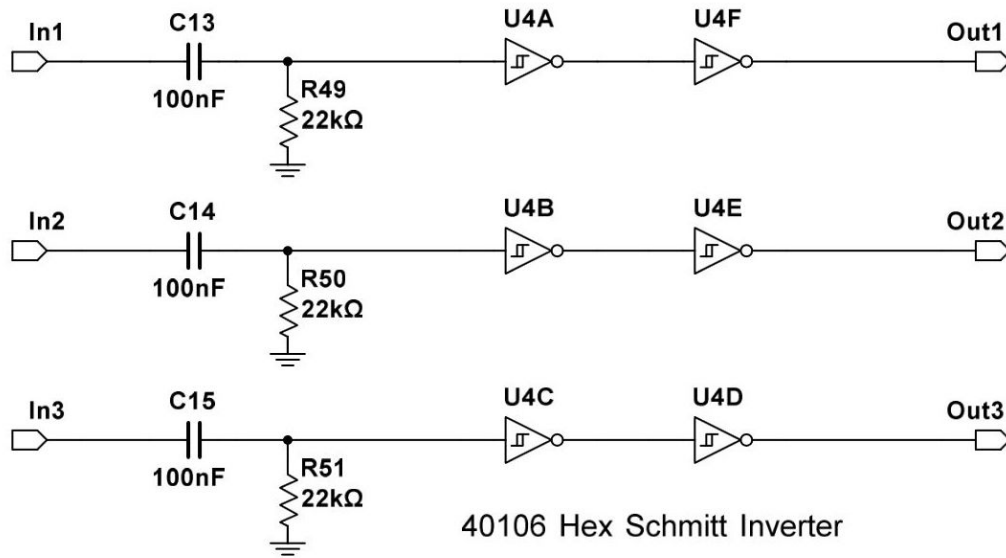 In1 C13 U4A U4F Out1
100nF R49 22kΩ
In2 C14 U4B U4E Out2
100nF R50 22kΩ
In3 C15 U4C U4D Out3
100nF R51 22kΩ
40106 Hex Schmitt Inverter